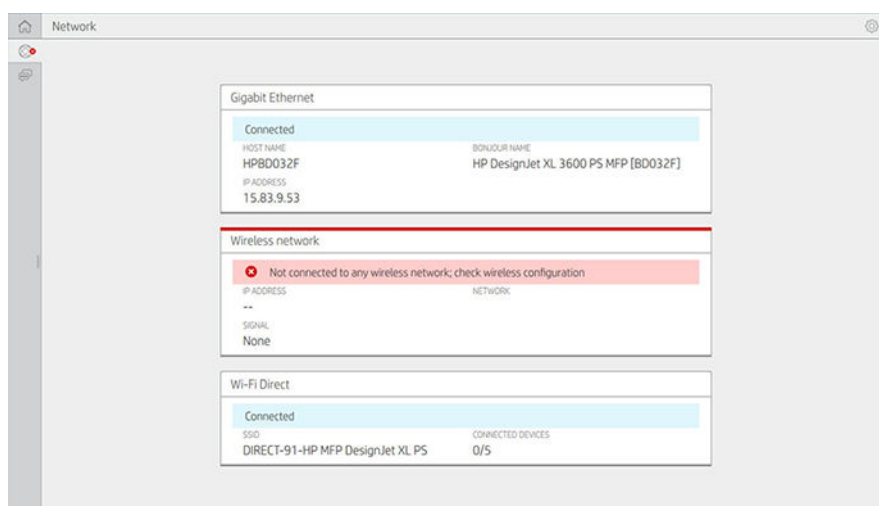 Network
Gigabit Ethernet
Connected
HOST NAME
BONJOUR NAME
HPBD032F
HP DesignJet XL 3600 PS MFP [BD032F]
IP ADDRESS
15.83.9.53
Wireless network
Not connected to any wireless network; check wireless configuration
IP ADDRESS
NETWORK
--
SIGNAL
None
Wi-Fi Direct
Connected
SSID
CONNECTED DEVICES
DIRECT-91-HP MFP DesignJet XL PS
0/5